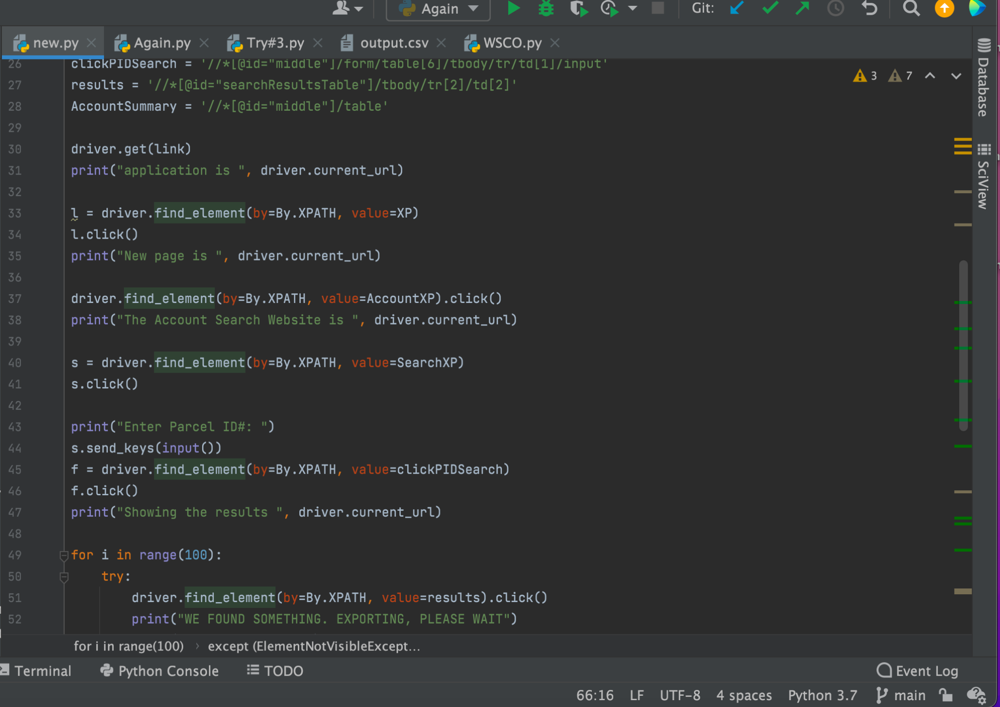 Again Git:
new.py Again.py Try#3.py output.csv WSCO.py
26 clickPIDSearch = '//*[@id="middle"]/form/table[6]/tbody/tr/td[1]/input'
3 7
27 results = '//*[@id="searchResultsTable"]/tbody/tr[2]/td[2]'
28 AccountSummary = '//*[@id="middle"]/table'
29
30 driver.get(link)
31 print("application is ", driver.current_url)
32
33 l = driver.find_element(by=By.XPATH, value=XP)
34 l.click()
35 print("New page is ", driver.current_url)
36
37 driver.find_element(by=By.XPATH, value=AccountXP).click()
38 print("The Account Search Website is ", driver.current_url)
39
40 s = driver.find_element(by=By.XPATH, value=SearchXP)
41 s.click()
42
43 print("Enter Parcel ID#: ")
44 s.send_keys(input())
45 f = driver.find_element(by=By.XPATH, value=clickPIDSearch)
46 f.click()
47 print("Showing the results ", driver.current_url)
48
49 for i in range(100):
50 try:
51 driver.find_element(by=By.XPATH, value=results).click()
52 print("WE FOUND SOMETHING. EXPORTING, PLEASE WAIT")
Database
SciView
for i in range(100) › except (ElementNotVisibleExcept...
Terminal Python Console TODO Event Log
66:16 LF UTF-8 4 spaces Python 3.7 main